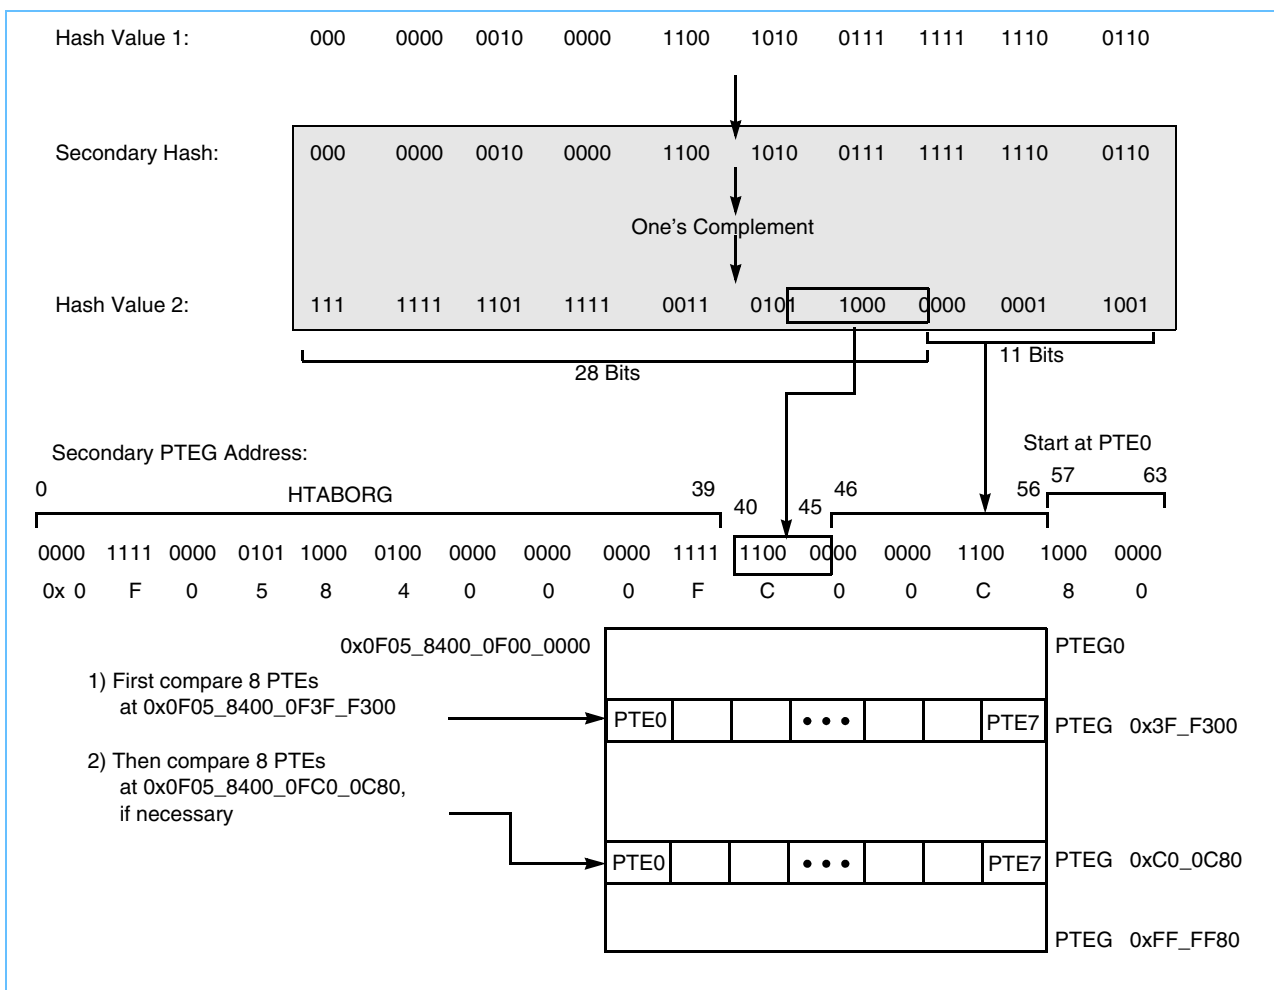 Hash Value 1: 000 0000 0010 0000 1100 1010 0111 1111 1110 0110
Secondary Hash: 000 0000 0010 0000 1100 1010 0111 1111 1110 0110
One's Complement
Hash Value 2: 111 1111 1101 1111 0011 0101 1000 0000 0001 1001
11 Bits
28 Bits
Start at PTE0
Secondary PTEG Address:
0 HTABORG 39 40 45 46 56 57 63
0000 1111 0000 0101 1000 0100 0000 0000 0000 1111 1100 0000 0000 1100 1000 0000
0x 0 F 0 5 8 4 0 0 0 F C 0 0 C 8 0
0x0F05_8400_0F00_0000 PTEG0
1) First compare 8 PTEs
at 0x0F05_8400_0F3F_F300
PTE0 ••• PTE7 PTEG 0x3F_F300
2) Then compare 8 PTEs
at 0x0F05_8400_0FC0_0C80,
if necessary
PTE0 ••• PTE7 PTEG 0xC0_0C80
PTEG 0xFF_FF80